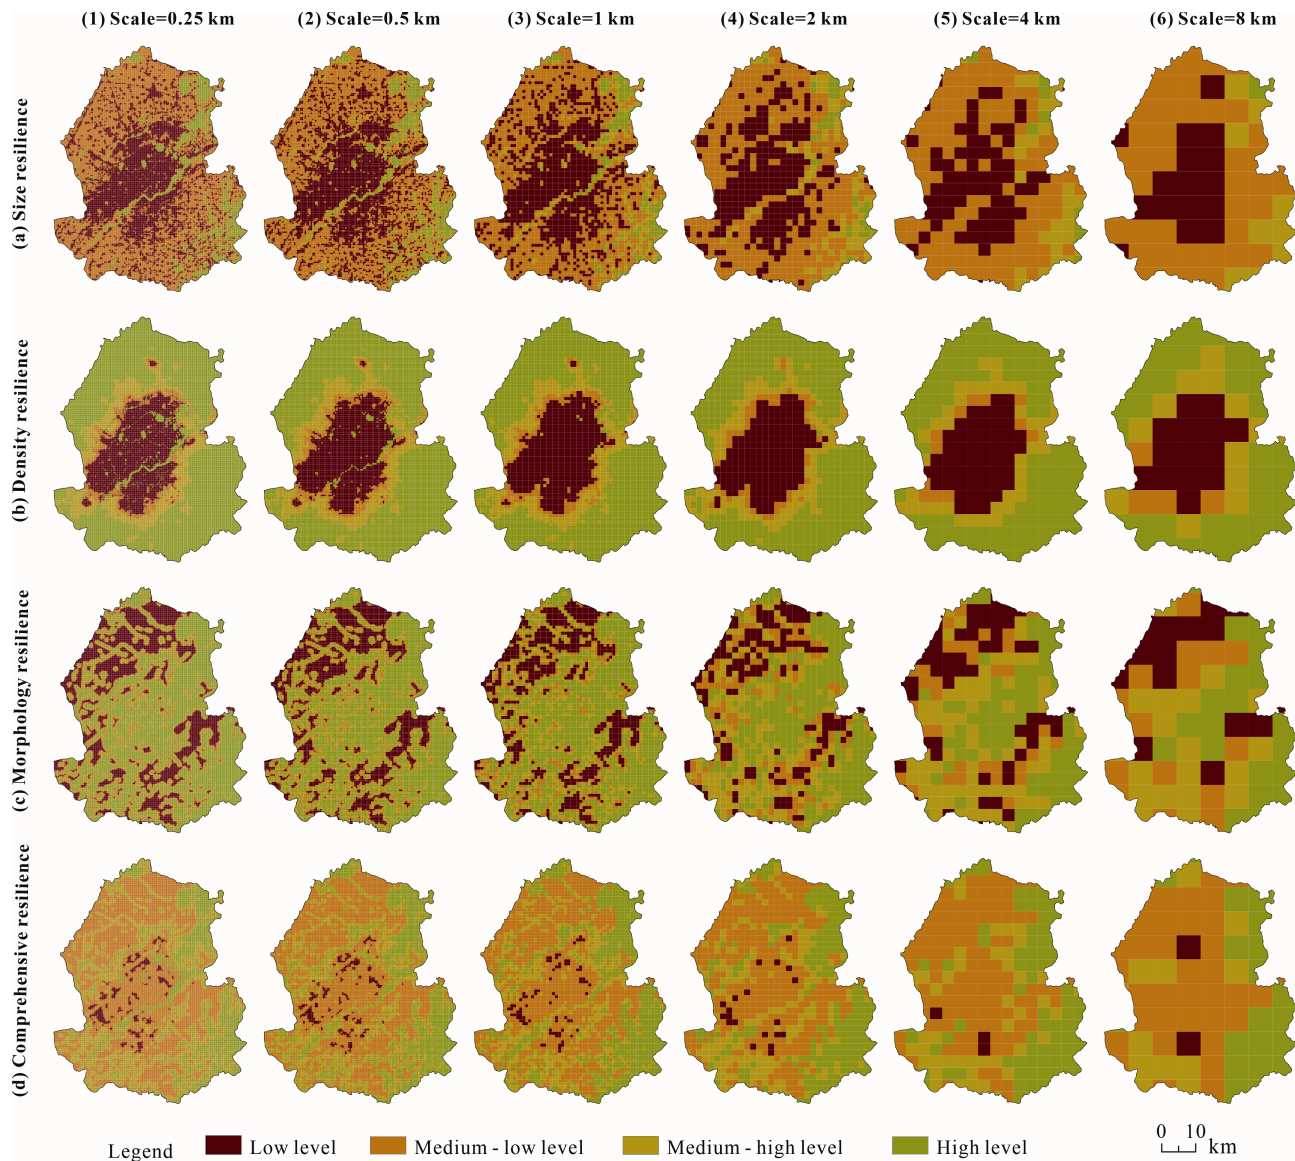 (1) Scale=0.25 km (2) Scale=0.5 km (3) Scale=1 km (4) Scale=2 km (5) Scale=4 km (6) Scale=8 km
(a) Size resilience
(b) Density resilience
(c) Morphology resilience
(d) Comprehensive resilience
Legend Low level Medium - low level Medium - high level High level 0 10 km